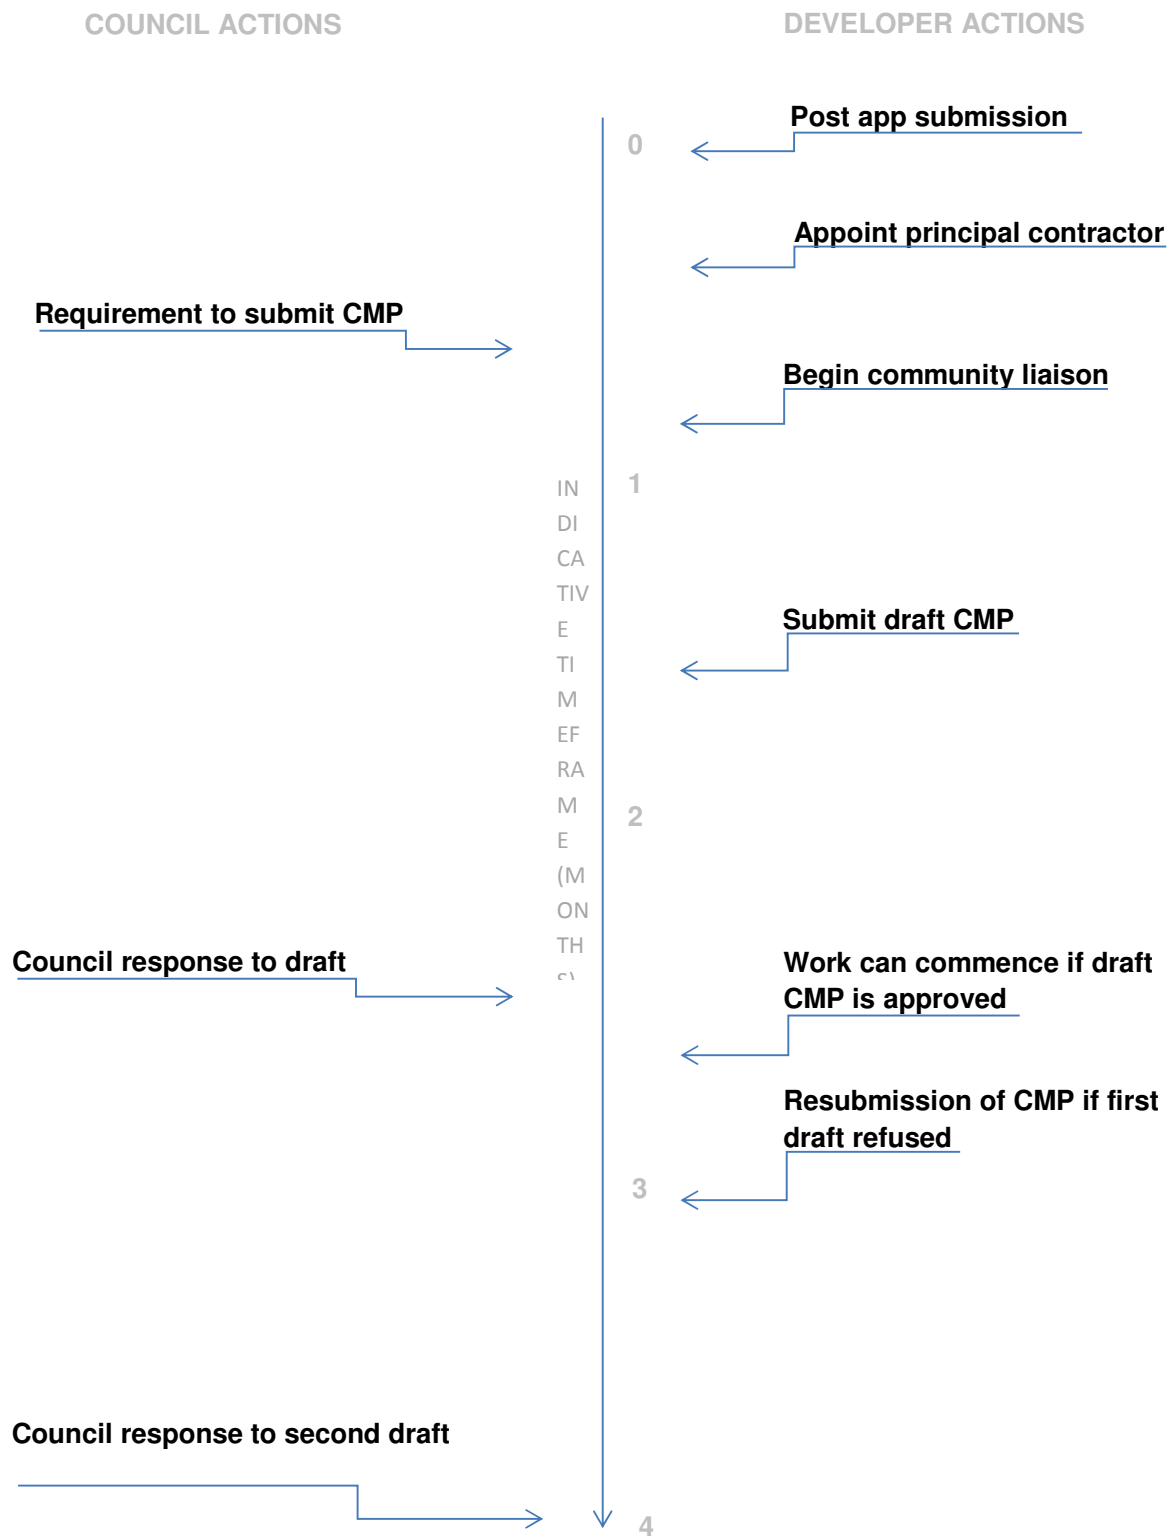 COUNCIL ACTIONS
DEVELOPER ACTIONS
Post app submission
0
Appoint principal contractor
Requirement to submit CMP
Begin community liaison
1
IN
DI
CA
TIV
E
TI
M
EF
RA
M
E
(M
ON
TH
S)
Submit draft CMP
2
Council response to draft
Work can commence if draft
CMP is approved
Resubmission of CMP if first
draft refused
3
Council response to second draft
4